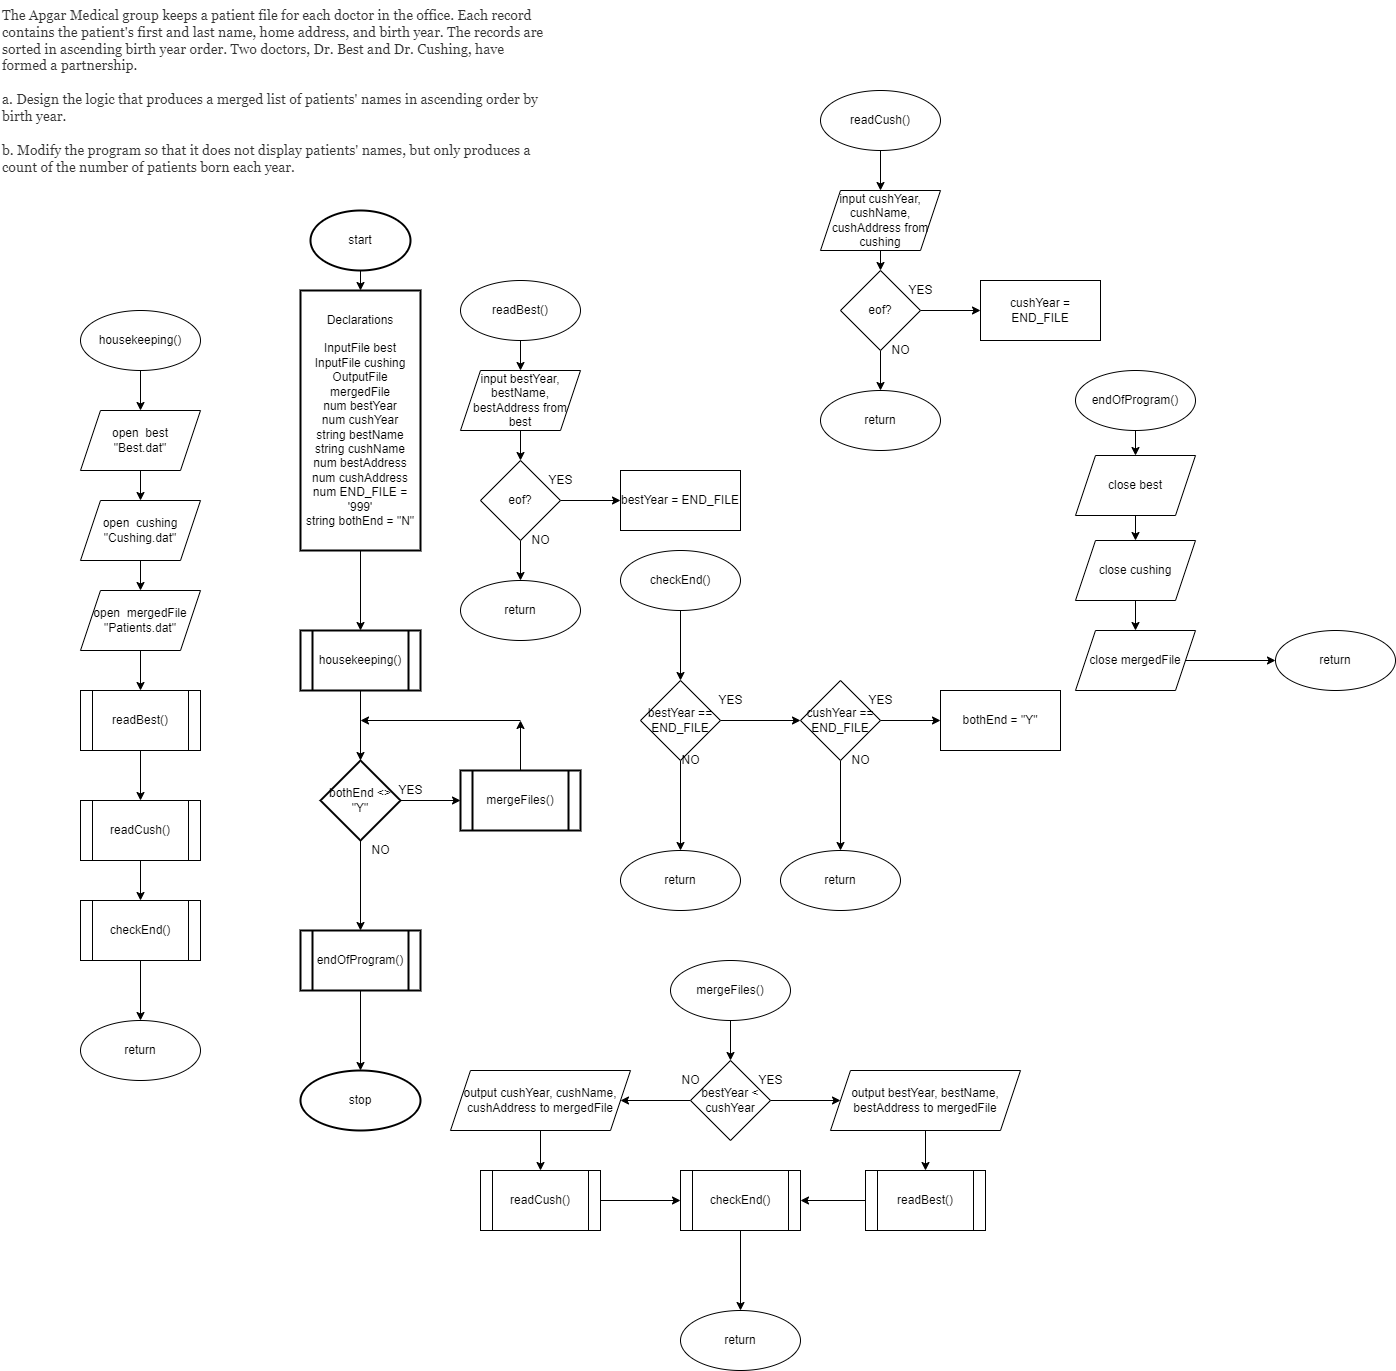 The Apgar Medical group keeps a patient file for each doctor in the office. Each record
contains the patient's first and last name, home address, and birth year. The records are
sorted in ascending birth year order. Two doctors, Dr. Best and Dr. Cushing, have
formed a partnership.
a. Design the logic that produces a merged list of patients' names in ascending order by
birth year.
b. Modify the program so that it does not display patients' names, but only produces a
count of the number of patients born each year.
housekeeping()
open best
"Best.dat"
open cushing
"Cushing.dat"
open mergedFile
"Patients.dat"
readBest()
readCush()
checkEnd()
return
start
Declarations
InputFile best
InputFile cushing
OutputFile
mergedFile
num bestYear
num cushYear
string bestName
string cushName
num bestAddress
num cushAddress
num END_FILE =
'999'
string bothEnd = "N"
housekeeping()
bothEnd <>
"Y"
YES
mergeFiles()
NO
endOfProgram()
stop
readBest()
input bestYear,
bestName,
bestAddress from
best
eof?
YES
bestYear = END_FILE
NO
return
readCush()
input cushYear,
cushName,
cushAddress from
cushing
eof?
YES
cushYear =
END_FILE
NO
return
checkEnd()
bestYear ==
END_FILE
YES
cushYear ==
END_FILE
YES
bothEnd = "Y"
NO
NO
return
return
endOfProgram()
close best
close cushing
close mergedFile
return
mergeFiles()
bestYear <
cushYear
NO
YES
output cushYear, cushName,
cushAddress to mergedFile
output bestYear, bestName,
bestAddress to mergedFile
readCush()
checkEnd()
readBest()
return